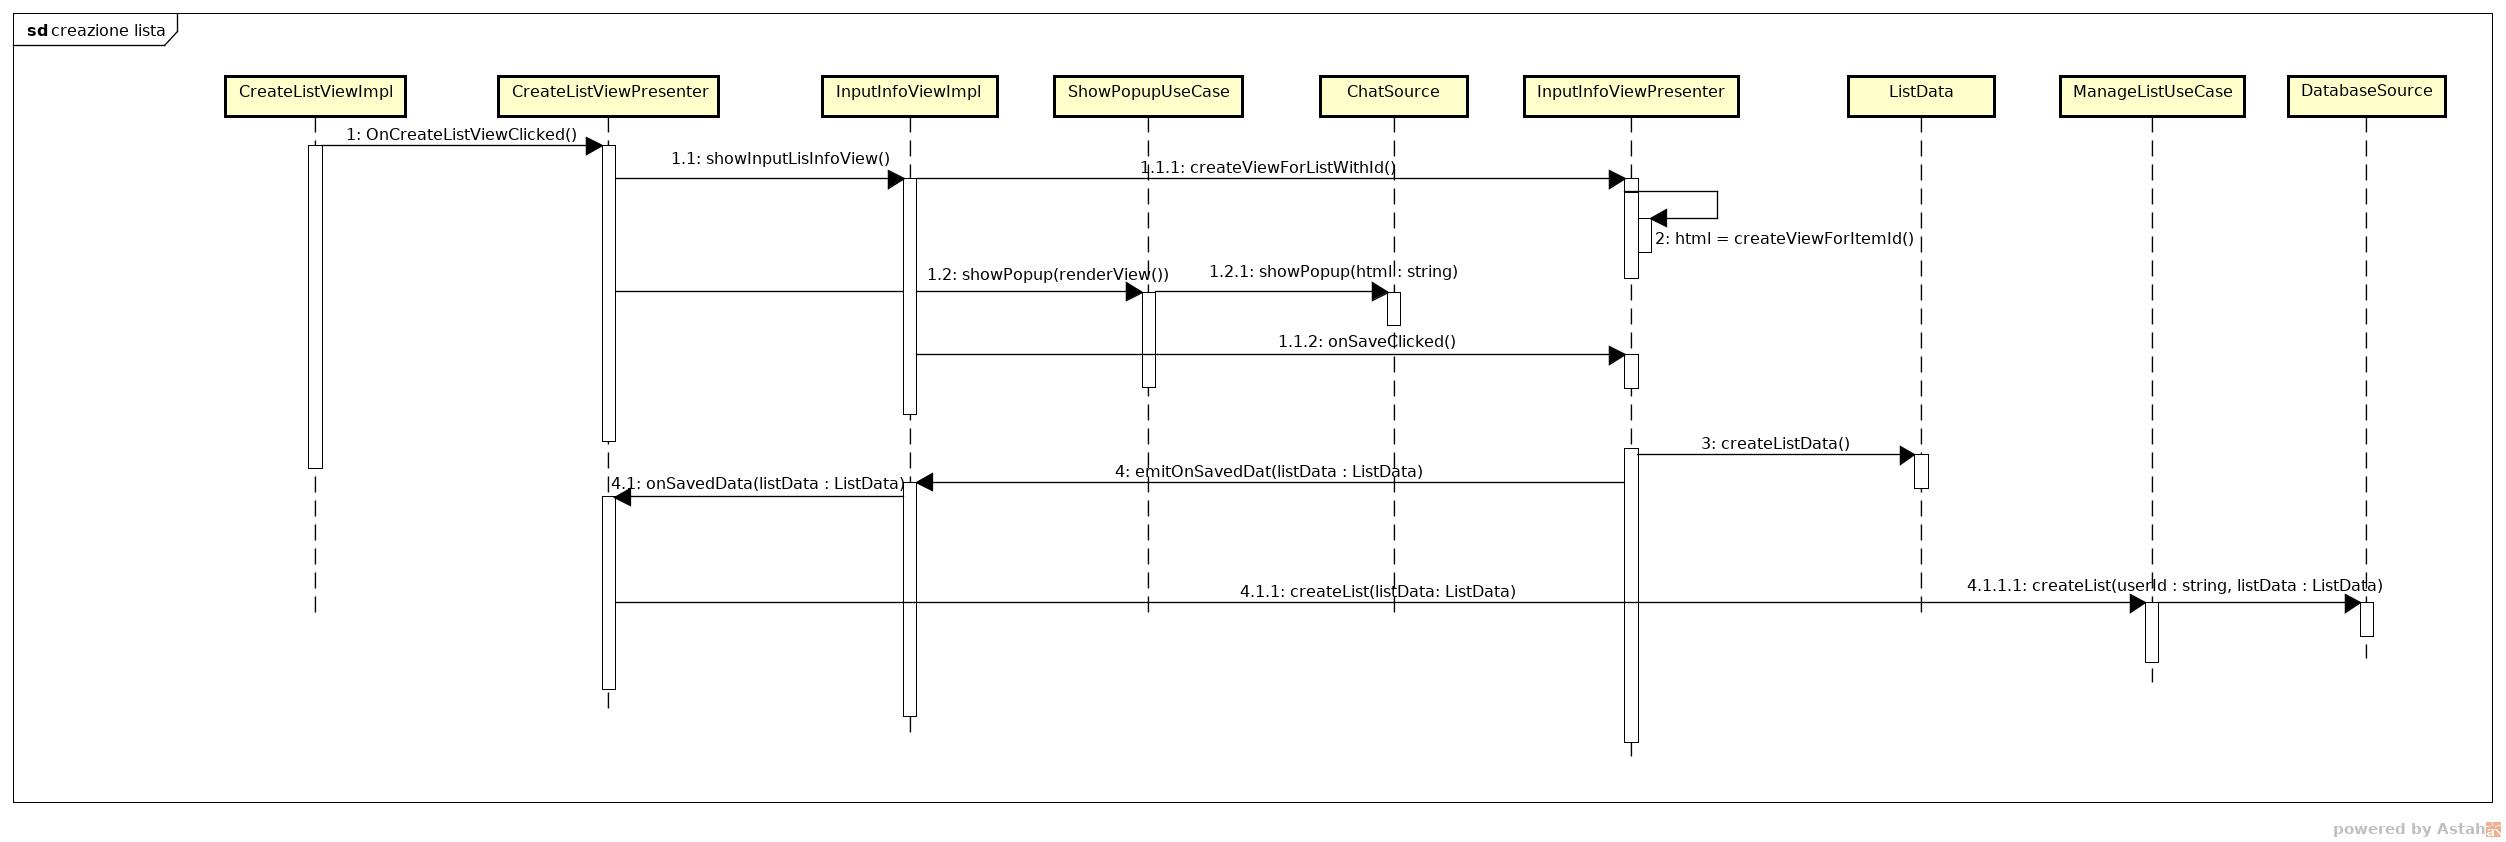 sd creazione lista
CreateListViewImpl
CreateListViewPresenter
InputInfoViewImpl
ShowPopupUseCase
ChatSource
InputInfoViewPresenter
ListData
ManageListUseCase
DatabaseSource
1: OnCreateListViewClicked()
1.1: showInputLisInfoView()
1.1.1: createViewForListWithId()
2: html = createViewForItemId()
1.2: showPopup(renderView())
1.2.1: showPopup(html : string)
1.1.2: onSaveClicked()
3: createListData()
4: emitOnSavedDat(listData : ListData)
4.1: onSavedData(listData : ListData)
4.1.1: createList(listData: ListData)
4.1.1.1: createList(userId : string, listData : ListData)
powered by Astah